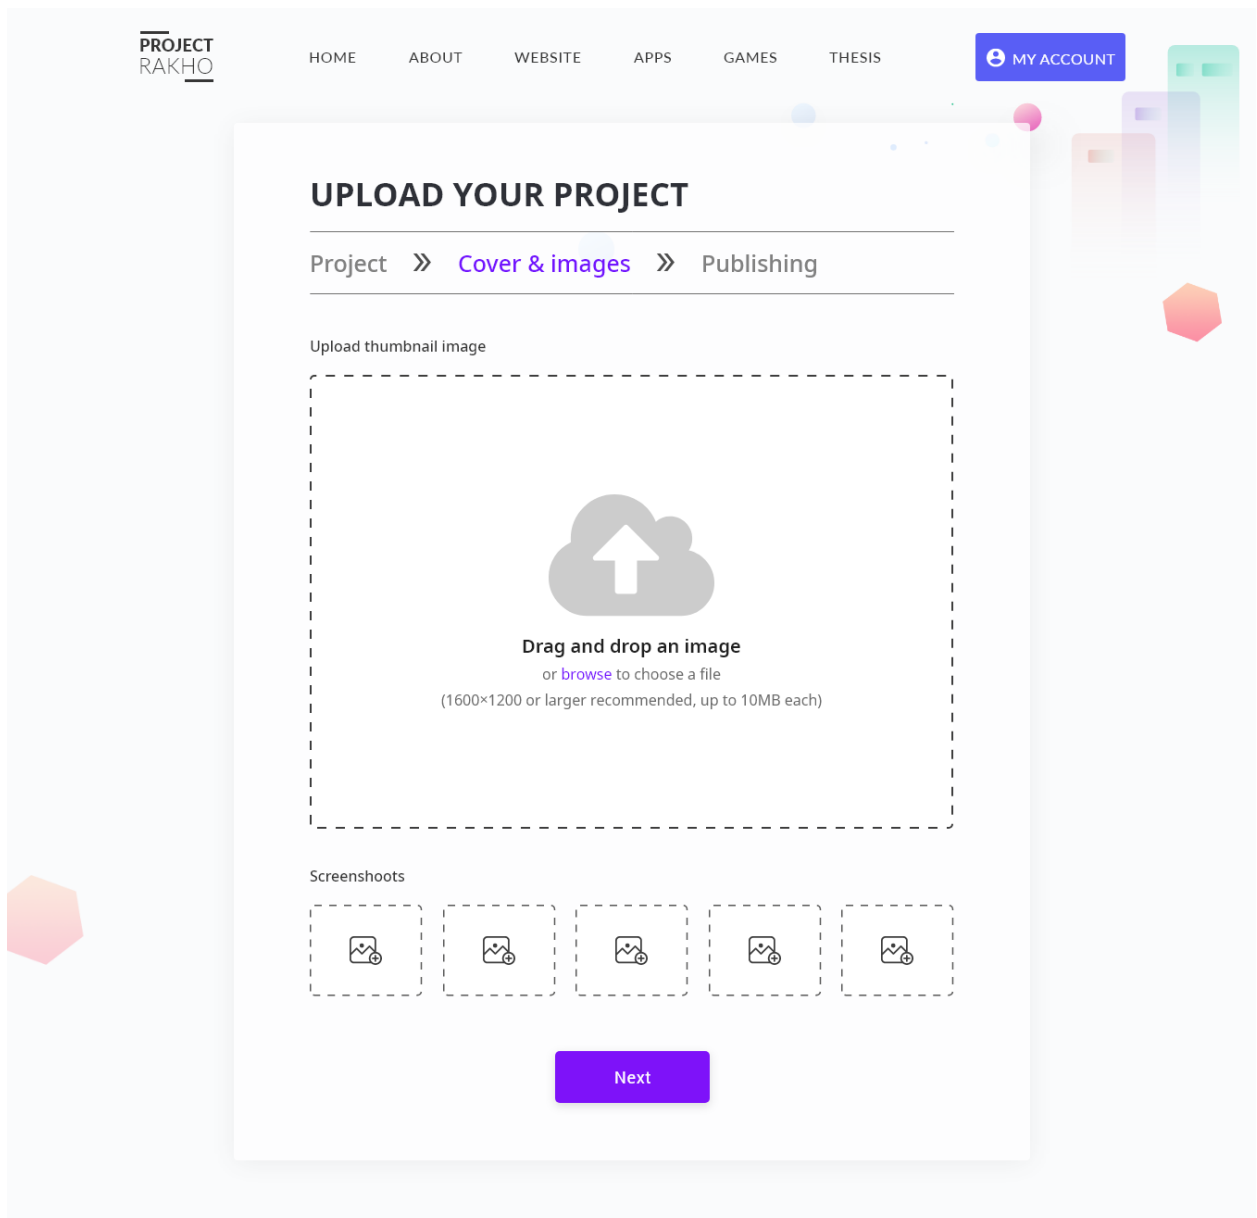 PROJECT
RAKHO
HOME ABOUT WEBSITE APPS GAMES THESIS MY ACCOUNT
UPLOAD YOUR PROJECT
Project » Cover & images » Publishing
Upload thumbnail image
Drag and drop an image
or browse to choose a file
(1600×1200 or larger recommended, up to 10MB each)
Screenshoots
Next